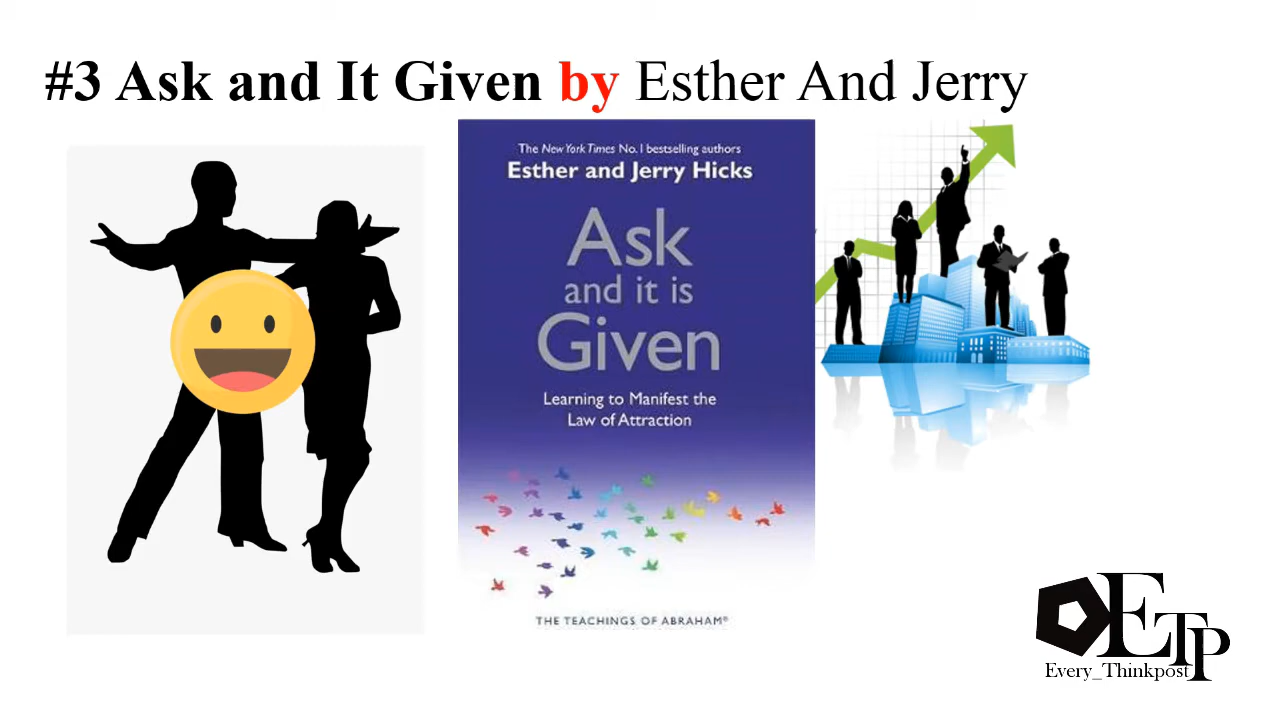 #3 Ask and It Given by Esther And Jerry
The New York Times No.1 bestselling authors
Esther and Jerry Hicks
Ask
and it is
Given
Learning to Manifest the
Law of Attraction
THE TEACHINGS OF ABRAHAM®
ETP
Every_Thinkpost